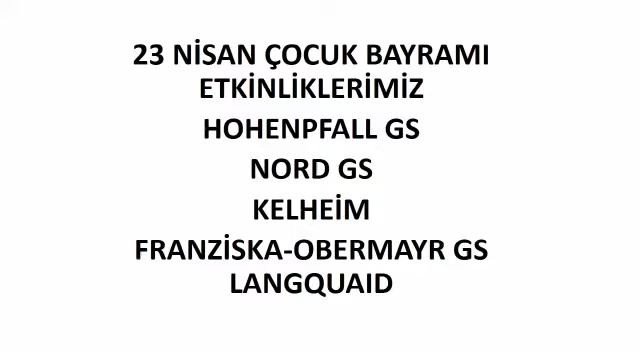 23 NİSAN ÇOCUK BAYRAMI
ETKİNLİKLERİMİZ
HOHENPFALL GS
NORD GS
KELHEİM
FRANZİSKA-OBERMAYR GS
LANGQUAID